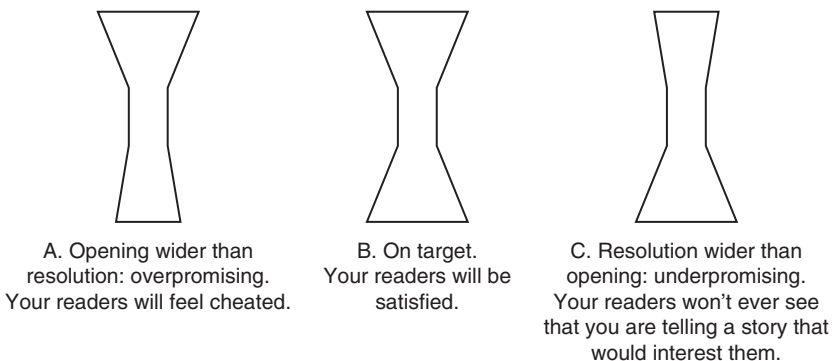 A. Opening wider than
resolution: overpromising.
Your readers will feel cheated.
B. On target.
Your readers will be
satisfied.
C. Resolution wider than
opening: underpromising.
Your readers won't ever see
that you are telling a story that
would interest them.